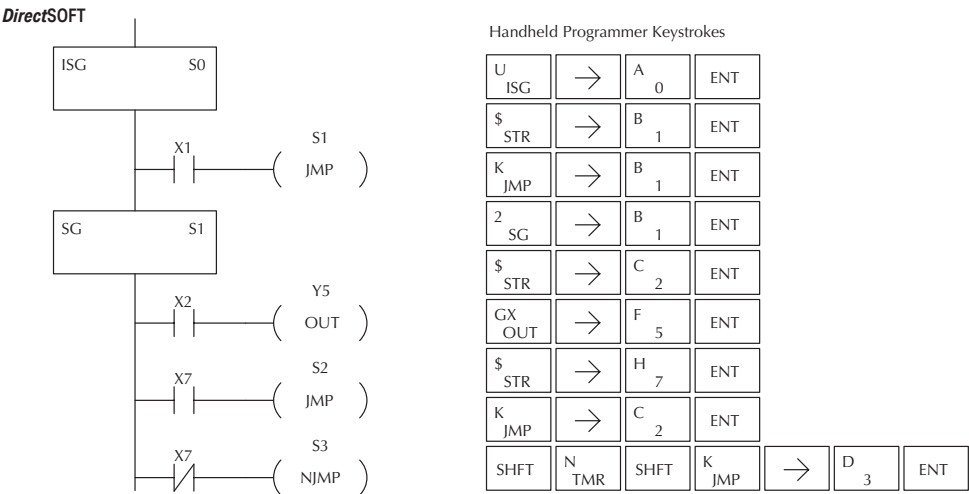 DirectSOFT
ISG S0
X1
S1
JMP
SG S1
X2
Y5
OUT
X7
S2
JMP
X7
S3
NJMP
Handheld Programmer Keystrokes
U ISG → A 0 ENT
$ STR → B 1 ENT
K JMP → B 1 ENT
2 SG → B 1 ENT
$ STR → C 2 ENT
GX OUT → F 5 ENT
$ STR → H 7 ENT
K JMP → C 2 ENT
SHFT N TMR SHFT K JMP → D 3 ENT